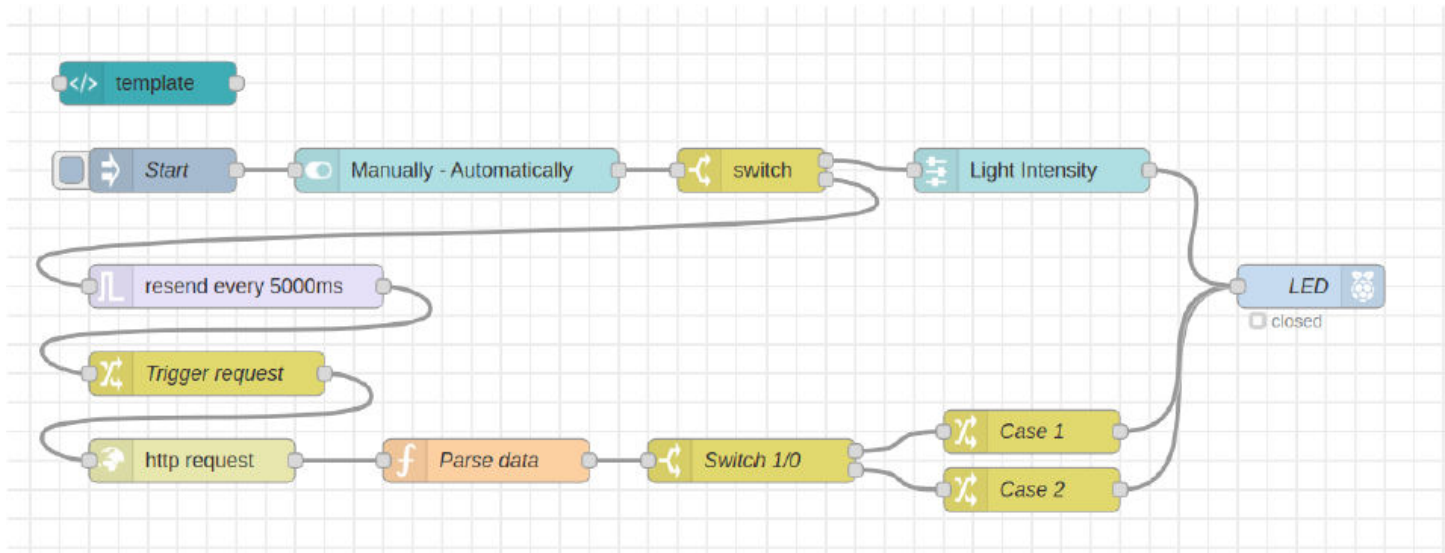 </> template
Start
Manually - Automatically
switch
Light Intensity
resend every 5000ms
LED
closed
Trigger request
Case 1
http request
Parse data
Switch 1/0
Case 2